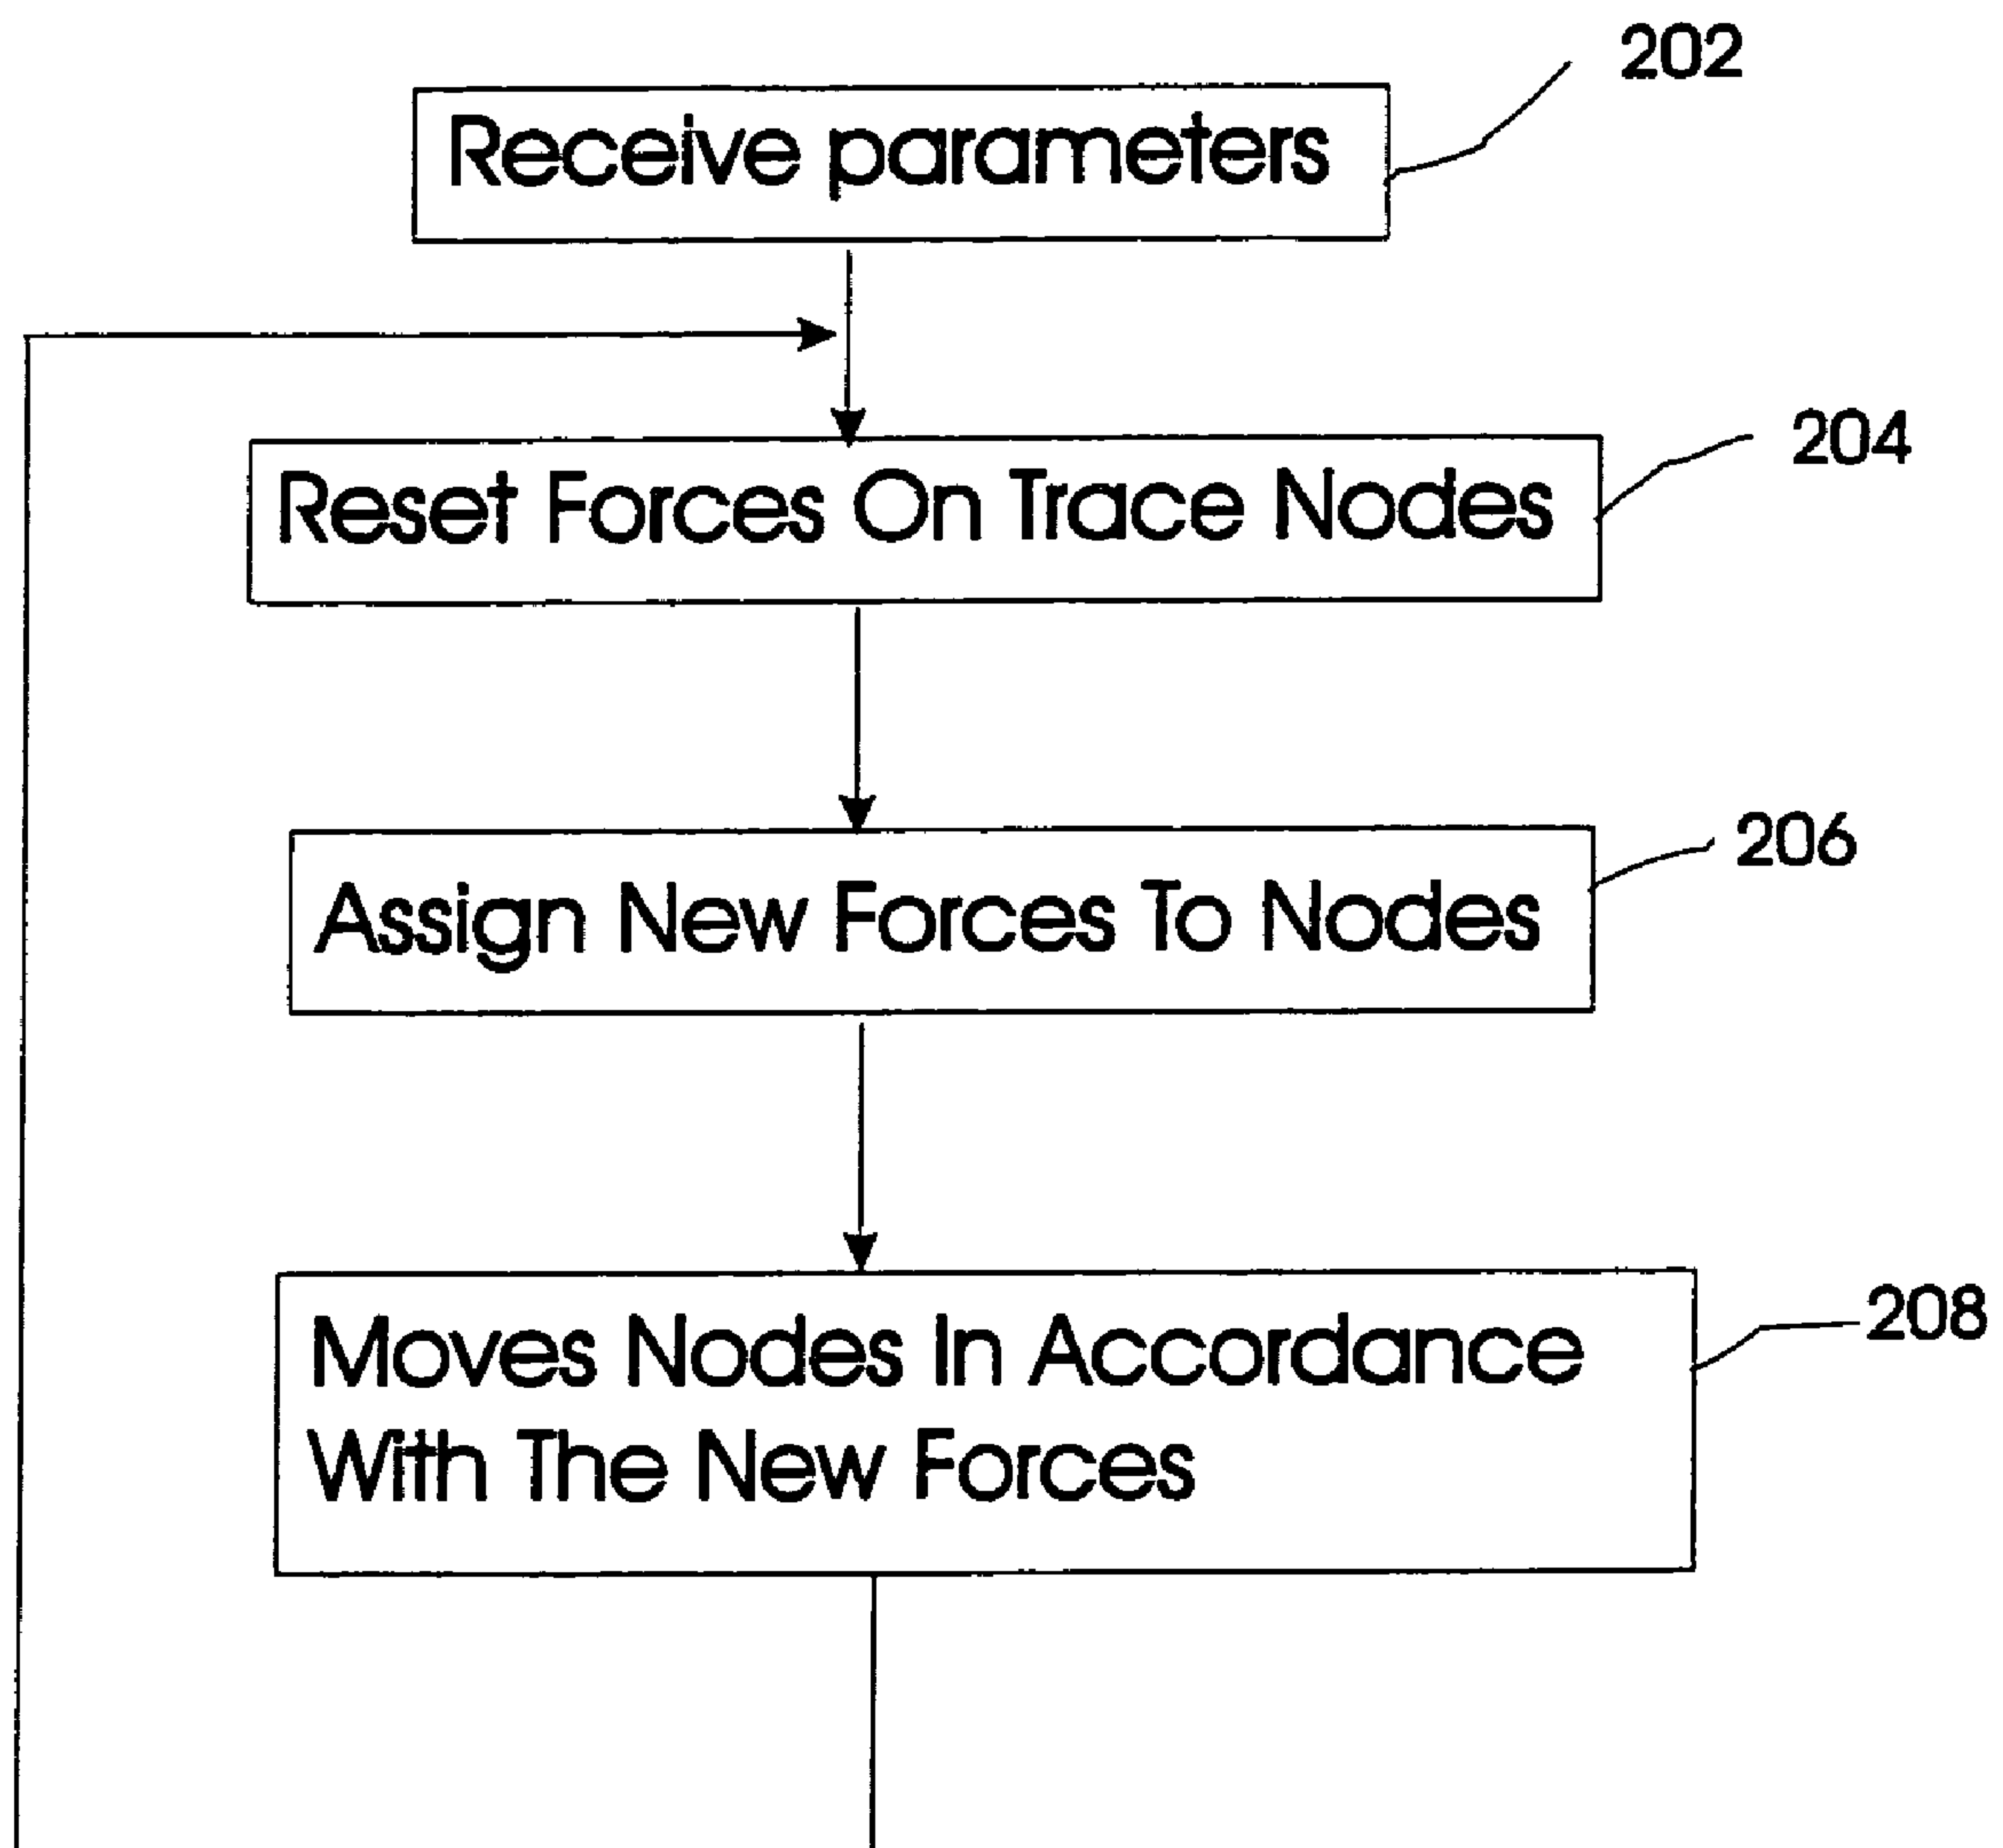 202
Receive parameters
204
Reset Forces On Trace Nodes
206
Assign New Forces To Nodes
208
Moves Nodes In Accordance
With The New Forces